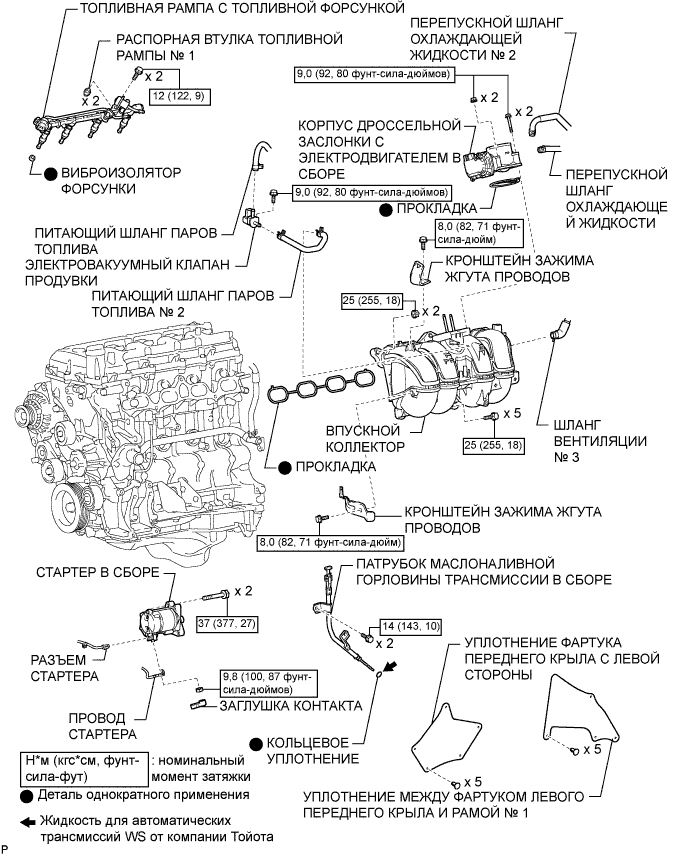 ТОПЛИВНАЯ РАМПА С ТОПЛИВНОЙ ФОРСУНКОЙ
РАСПОРНАЯ ВТУЛКА ТОПЛИВНОЙ
РАМПЫ № 1
x 2
x 2
12 (122, 9)
ВИБРОИЗОЛЯТОР
ФОРСУНКИ
ПЕРЕПУСКНОЙ ШЛАНГ
ОХЛАЖДАЮЩЕЙ
ЖИДКОСТИ № 2
9,0 (92, 80 фунт-сила-дюймов)
x 2
x 2
КОРПУС ДРОССЕЛЬНОЙ
ЗАСЛОНКИ С
ЭЛЕКТРОДВИГАТЕЛЕМ В
СБОРЕ
ПЕРЕПУСКНОЙ
ШЛАНГ
ОХЛАЖДАЮЩЕ
Й ЖИДКОСТИ
9,0 (92, 80 фунт-сила-дюймов)
ПРОКЛАДКА
ПИТАЮЩИЙ ШЛАНГ ПАРОВ
ТОПЛИВА
ЭЛЕКТРОВАКУУМНЫЙ КЛАПАН
ПРОДУВКИ
ПИТАЮЩИЙ ШЛАНГ ПАРОВ
ТОПЛИВА № 2
8,0 (82, 71 фунт-
сила-дюйм)
КРОНШТЕЙН ЗАЖИМА
ЖГУТА ПРОВОДОВ
25 (255, 18)
x 2
x 5
25 (255, 18)
ВПУСКНОЙ
КОЛЛЕКТОР
ШЛАНГ
ВЕНТИЛЯЦИИ
№ 3
ПРОКЛАДКА
КРОНШТЕЙН ЗАЖИМА ЖГУТА
ПРОВОДОВ
8,0 (82, 71 фунт-сила-дюйм)
СТАРТЕР В СБОРЕ
x 2
37 (377, 27)
РАЗЪЕМ
СТАРТЕРА
9,8 (100, 87 фунт-
сила-дюймов)
ЗАГЛУШКА КОНТАКТА
ПРОВОД
СТАРТЕРА
ПАТРУБОК МАСЛОНАЛИВНОЙ
ГОРЛОВИНЫ ТРАНСМИССИИ В СБОРЕ
14 (143, 10)
x 2
КОЛЬЦЕВОЕ
УПЛОТНЕНИЕ
УПЛОТНЕНИЕ ФАРТУКА
ПЕРЕДНЕГО КРЫЛА С ЛЕВОЙ
СТОРОНЫ
x 5
x 5
УПЛОТНЕНИЕ МЕЖДУ ФАРТУКОМ ЛЕВОГО
ПЕРЕДНЕГО КРЫЛА И РАМОЙ № 1
Н*м (кгс*см, фунт-
сила-фут)
: номинальный
момент затяжки
Деталь однократного применения
Жидкость для автоматических
трансмиссий WS от компании Тойота
P